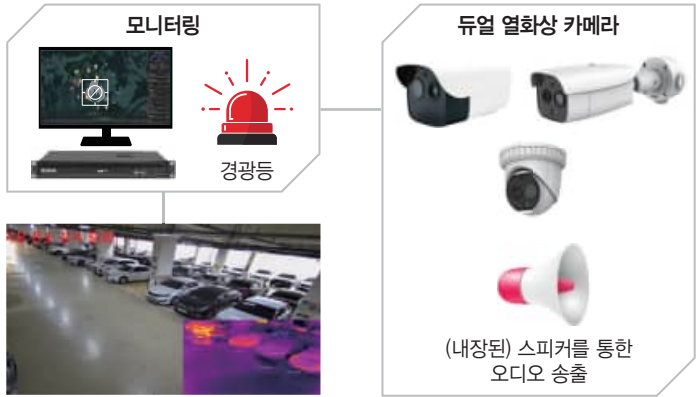 모니터링
경광등
듀얼 열화상 카메라
(내장된) 스피커를 통한
오디오 송출